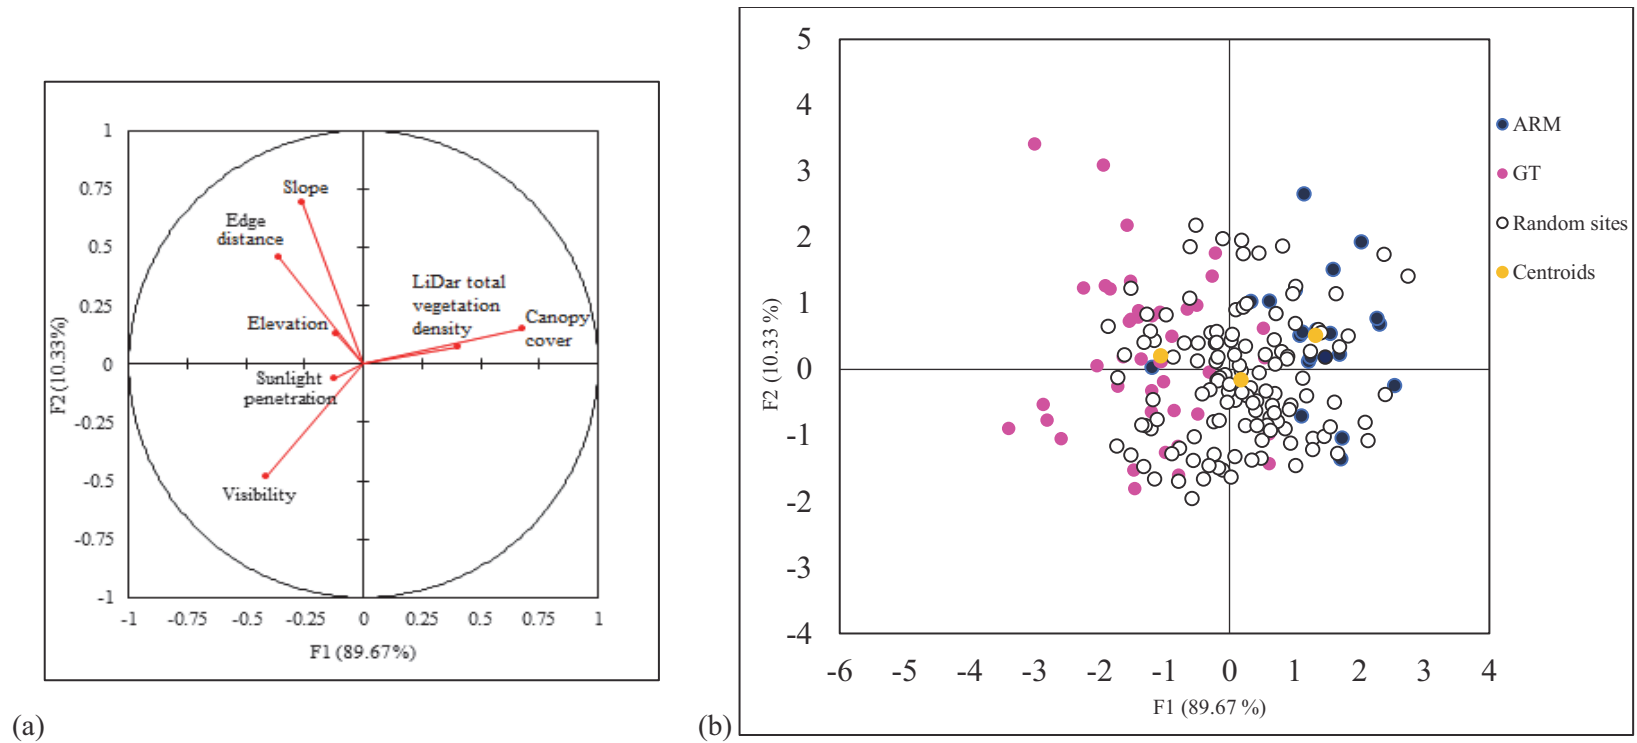 1
0.75
0.5
0.25
0
-0.25
-0.5
-0.75
-1
F2 (10.33%)
Slope
Edge
distance
Elevation
LiDar total
vegetation
density
Canopy
cover
Sunlight
penetration
Visibility
-1 -0.75 -0.5 -0.25 0 0.25 0.5 0.75 1
F1 (89.67%)
(a)
5
4
3
2
1
0
-1
-2
-3
-4
F2 (10.33 %)
-6 -5 -4 -3 -2 -1 0 1 2 3 4
F1 (89.67 %)
ARM
GT
Random sites
Centroids
(b)